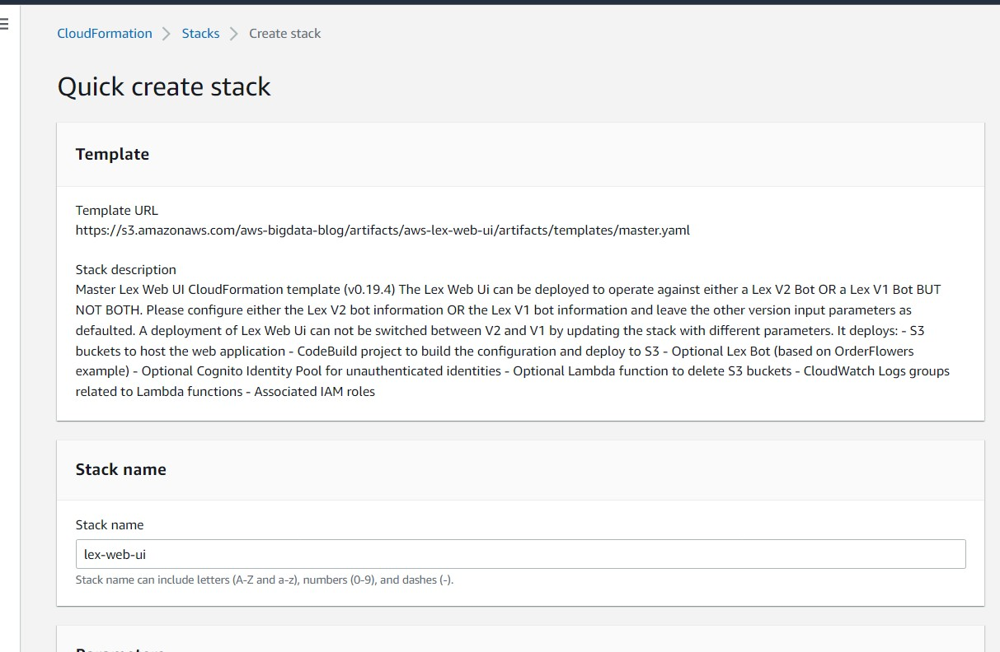 CloudFormation > Stacks > Create stack
Quick create stack
Template
Template URL
https://s3.amazonaws.com/aws-bigdata-blog/artifacts/aws-lex-web-ui/artifacts/templates/master.yaml
Stack description
Master Lex Web UI CloudFormation template (v0.19.4) The Lex Web Ui can be deployed to operate against either a Lex V2 Bot OR a Lex V1 Bot BUT
NOT BOTH. Please configure either the Lex V2 bot information OR the Lex V1 bot information and leave the other version input parameters as
defaulted. A deployment of Lex Web Ui can not be switched between V2 and V1 by updating the stack with different parameters. It deploys: - S3
buckets to host the web application - CodeBuild project to build the configuration and deploy to S3 - Optional Lex Bot (based on OrderFlowers
example) - Optional Cognito Identity Pool for unauthenticated identities - Optional Lambda function to delete S3 buckets - CloudWatch Logs groups
related to Lambda functions - Associated IAM roles
Stack name
Stack name
lex-web-ui
Stack name can include letters (A-Z and a-z), numbers (0-9), and dashes (-).